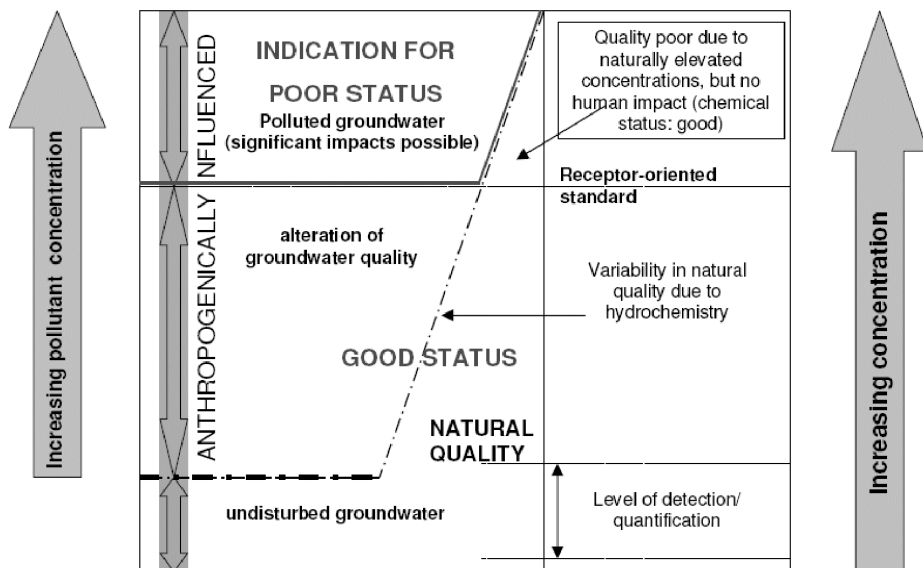 Increasing pollutant concentration
ANTHROPOGENICALLY NFLUENCED
INDICATION FOR
POOR STATUS
Polluted groundwater
(significant impacts possible)
Quality poor due to
naturally elevated
concentrations, but no
human impact (chemical
status: good)
Receptor-oriented
standard
alteration of
groundwater quality
Variability in natural
quality due to
hydrochemistry
GOOD STATUS
NATURAL
QUALITY
undisturbed groundwater
Level of detection/
quantification
Increasing concentration